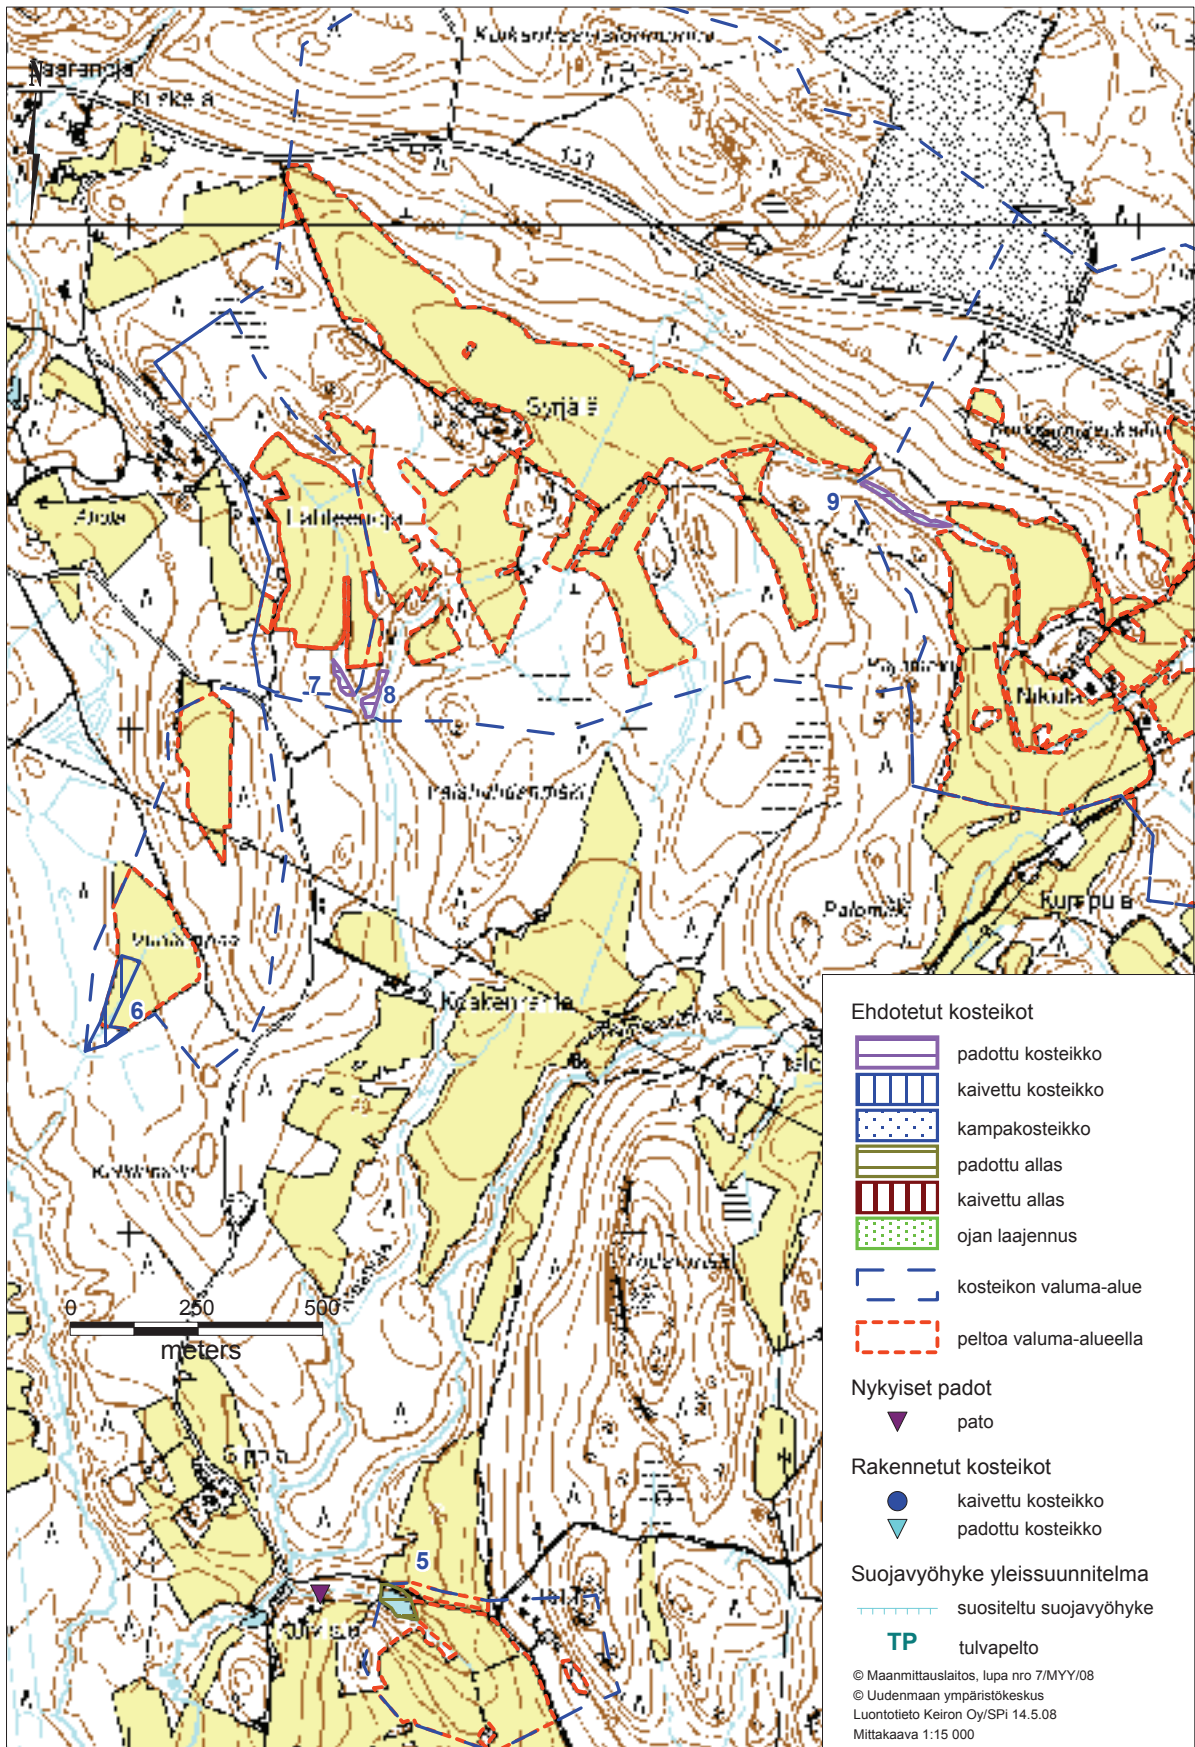 N
Syrjälä
9
7
8
6
Nikula
Palomäki
Kumpula
0 250 500
meters
5
Ehdotetut kosteikot
padottu kosteikko
kaivettu kosteikko
kampakosteikko
padottu allas
kaivettu allas
ojan laajennus
kosteikon valuma-alue
peltoa valuma-alueella
Nykyiset padot
pato
Rakennetut kosteikot
kaivettu kosteikko
padottu kosteikko
Suojavyöhyke yleissuunnitelma
suositeltu suojavyöhyke
TP tulvapelto
© Maanmittauslaitos, lupa nro 7/MYY/08
© Uudenmaan ympäristökeskus
Luontotieto Keiron Oy/SPi 14.5.08
Mittakaava 1:15 000